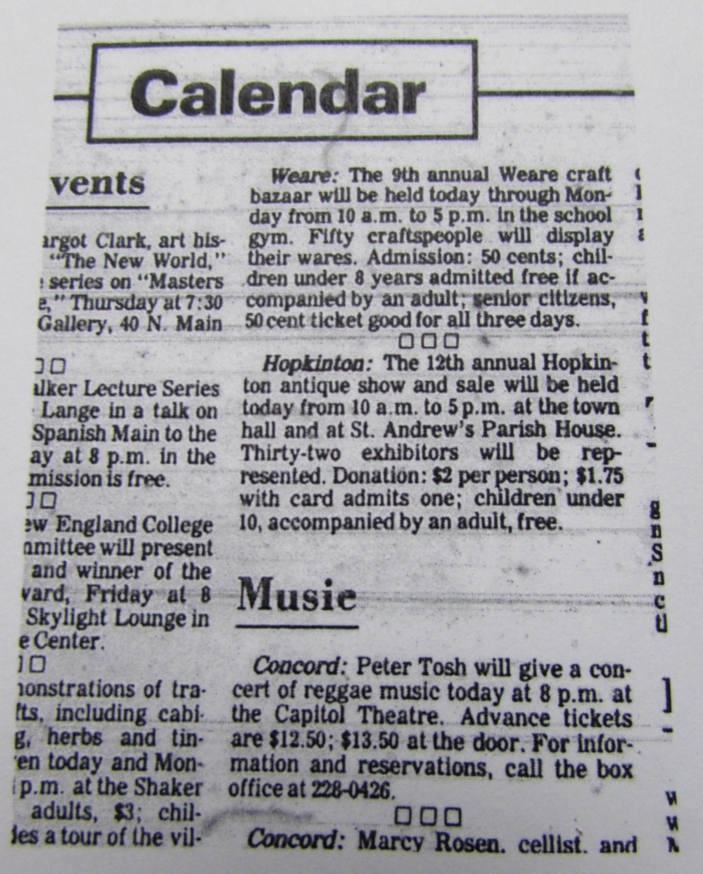 Calendar
vents
argot Clark, art his-
"The New World,"
series on "Masters
e," Thursday at 7:30
Gallery, 40 N. Main
alker Lecture Series
Lange in a talk on
Spanish Main to the
ay at 8 p.m. in the
mission is free.
ew England College
mmittee will present
and winner of the
vard, Friday at 8
Skylight Lounge in
e Center.
nonstrations of tra-
fts, including cabi-
g, herbs and tin-
en today and Mon-
p.m. at the Shaker
adults, $3; chil-
les a tour of the vil-
Weare: The 9th annual Weare craft
bazaar will be held today through Mon-
day from 10 a.m. to 5 p.m. in the school
gym. Fifty craftspeople will display
their wares. Admission: 50 cents; chil-
dren under 8 years admitted free if ac-
companied by an adult; senior citizens,
50 cent ticket good for all three days.
Hopkinton: The 12th annual Hopkin-
ton antique show and sale will be held
today from 10 a.m. to 5 p.m. at the town
hall and at St. Andrew's Parish House.
Thirty-two exhibitors will be rep-
resented. Donation: $2 per person; $1.75
with card admits one; children under
10, accompanied by an adult, free.
Music
Concord: Peter Tosh will give a con-
cert of reggae music today at 8 p.m. at
the Capitol Theatre. Advance tickets
are $12.50; $13.50 at the door. For infor-
mation and reservations, call the box
office at 228-0426.
Concord: Marcy Rosen, cellist, and